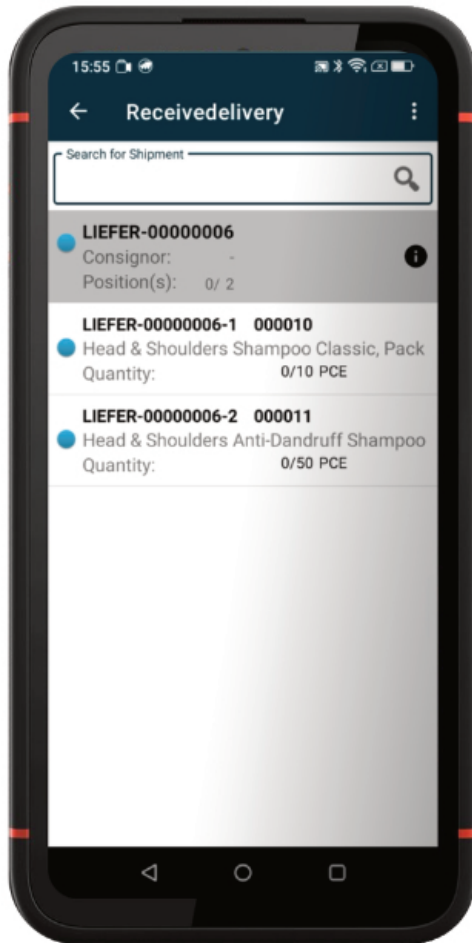 15:55
Receivedelivery
Search for Shipment
LIEFER-00000006
Consignor: -
Position(s): 0/ 2
LIEFER-00000006-1 000010
Head & Shoulders Shampoo Classic, Pack
Quantity: 0/10 PCE
LIEFER-00000006-2 000011
Head & Shoulders Anti-Dandruff Shampoo
Quantity: 0/50 PCE